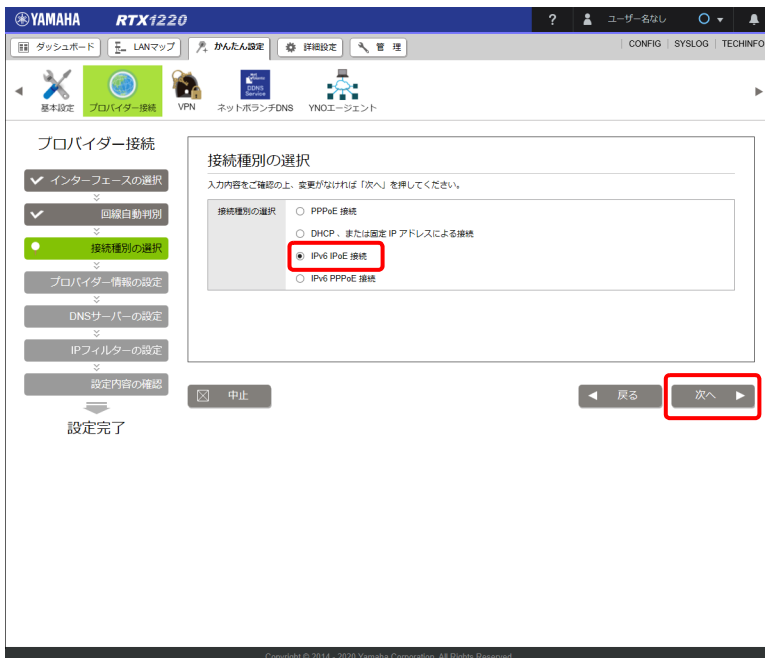 YAMAHA RTX1220 ? ユーザー名なし
ダッシュボード LANマップ かんたん設定 詳細設定 管 理 CONFIG SYSLOG TECHINFO
基本設定 プロバイダー接続 VPN ネットボランチDNS YNOエージェント
DDNS
Service
プロバイダー接続
インターフェースの選択
回線自動判別
接続種別の選択
プロバイダー情報の設定
DNSサーバーの設定
IPフィルターの設定
設定内容の確認
設定完了
接続種別の選択
入力内容をご確認の上、変更がなければ「次へ」を押してください。
接続種別の選択
PPPoE 接続
DHCP 、または固定 IP アドレスによる接続
IPv6 IPoE 接続
IPv6 PPPoE 接続
中止 戻る 次へ
Copyright © 2014 - 2020 Yamaha Corporation. All Rights Reserved.